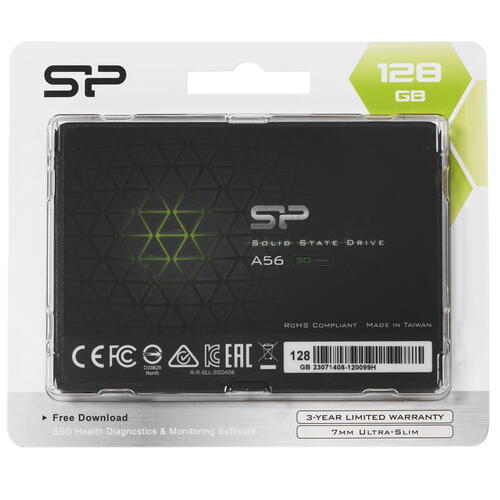 SP
128
GB
SP
SOLID STATE DRIVE
A56 3D
RoHS COMPLIANT MADE IN TAIWAN
CE FC D33B29 RoHS EAC
R-R-SLL-SSDA56
128
GB 23071408-120099H
Free Download
SSD Health Diagnostics & Monitoring Software
3-YEAR LIMITED WARRANTY
7MM ULTRA-SLIM